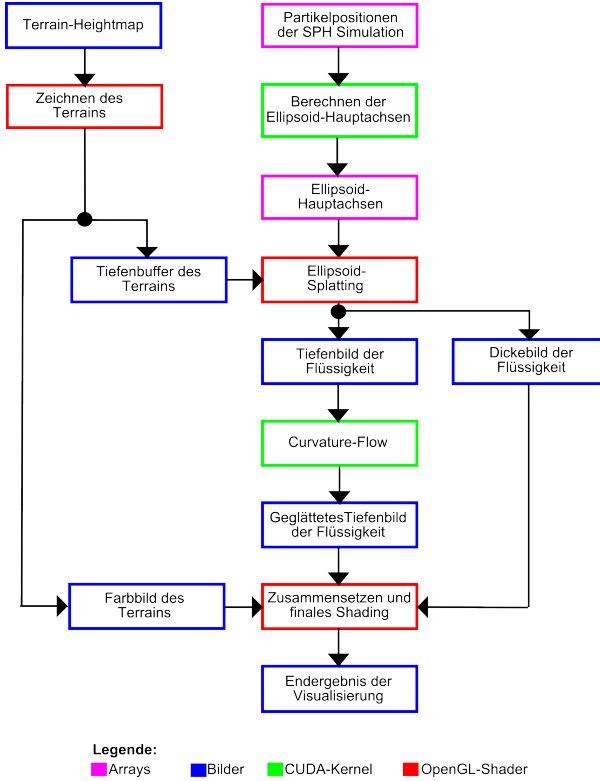 Terrain-Heightmap
Partikelpositionen
der SPH Simulation
Zeichnen des
Terrains
Berechnen der
Ellipsoid-Hauptachsen
Ellipsoid-
Hauptachsen
Tiefenbuffer des
Terrains
Ellipsoid-
Splatting
Tiefenbild der
Flüssigkeit
Dickebild der
Flüssigkeit
Curvature-Flow
GeglättetesTiefenbild
der Flüssigkeit
Farbbild des
Terrains
Zusammensetzen und
finales Shading
Endergebnis der
Visualisierung
Legende:
Arrays
Bilder
CUDA-Kernel
OpenGL-Shader